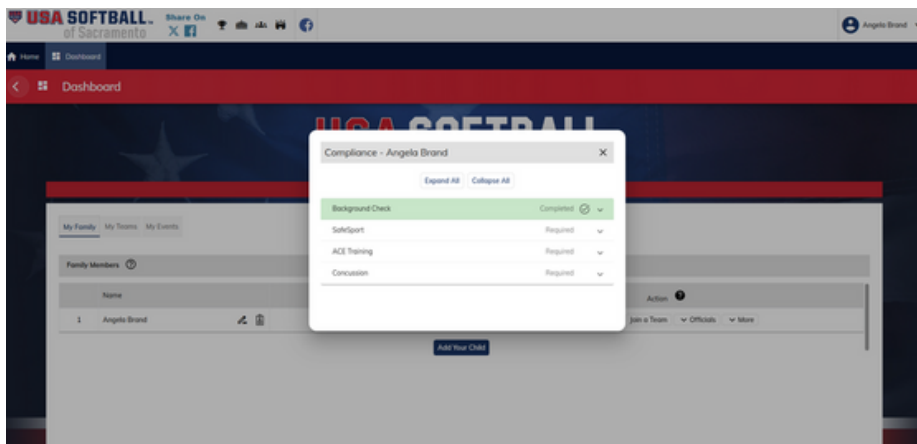 USA SOFTBALL
of Sacramento
Share On
Angela Brand
Home
Dashboard
Dashboard
USA SOFTBALL
Compliance - Angela Brand
Expand All
Collapse All
Background Check Completed
SafeSport Required
ACE Training Required
Concussion Required
My Family My Teams My Events
Family Members
Name Action
1 Angela Brand Join a Team Officials More
Add Your Child